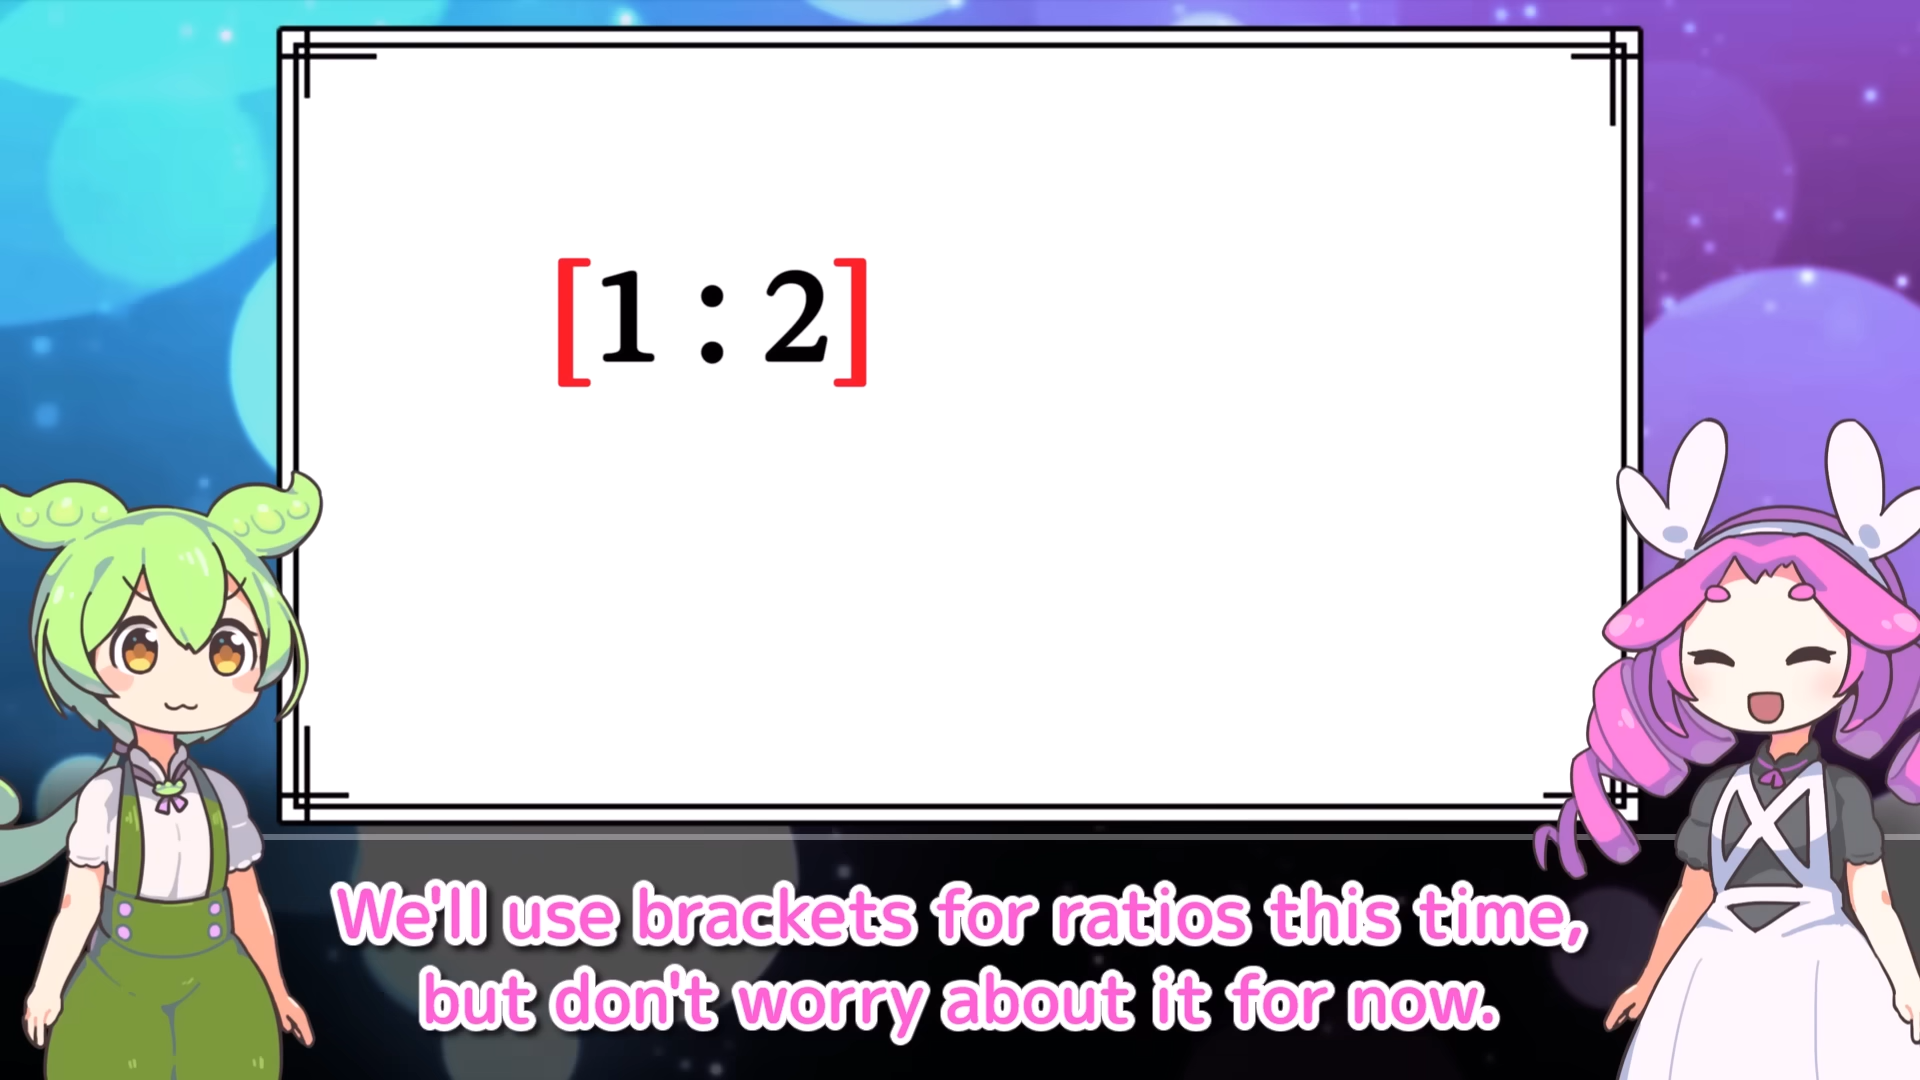 [1 : 2]
We'll use brackets for ratios this time,
but don't worry about it for now.